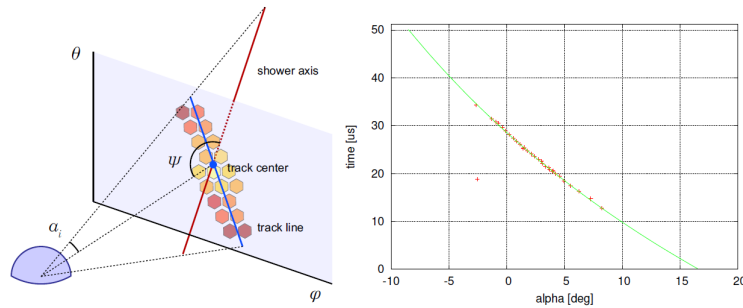 θ
shower axis
Ψ
track center
α_i
track line
φ
time [us]
50
40
30
20
10
0
-10 -5 0 5 10 15 20
alpha [deg]